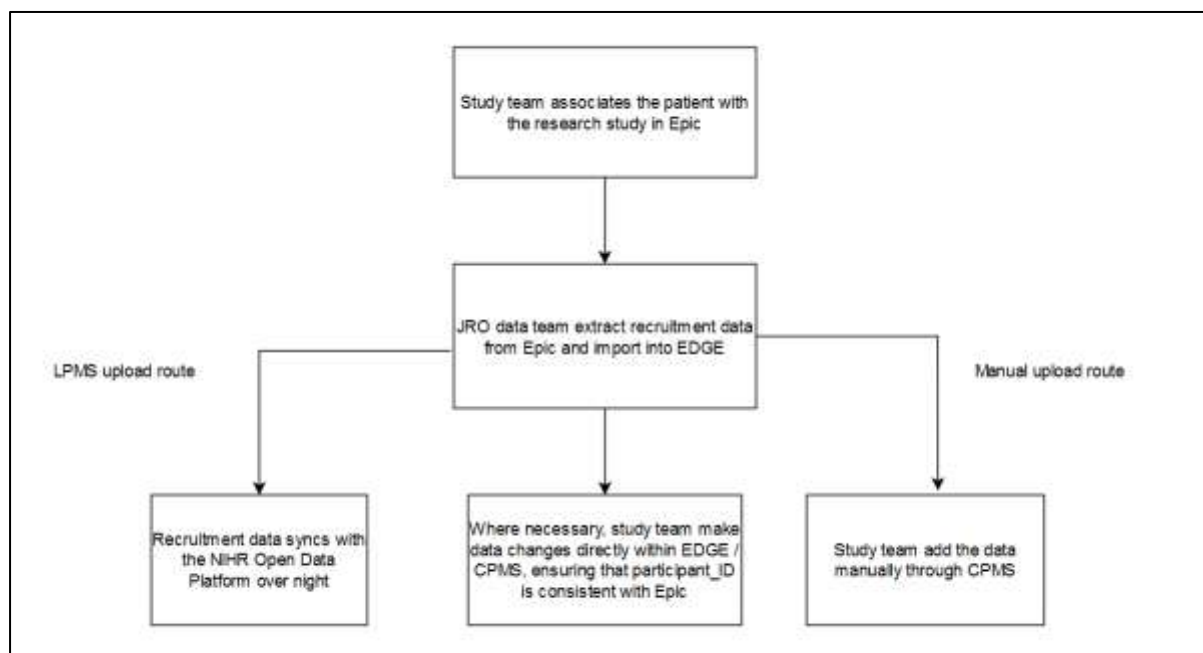 Study team associates the patient with
the research study in Epic
JRO data team extract recruitment data
from Epic and import into EDGE
LPMS upload route
Manual upload route
Recruitment data syncs with
the NIHR Open Data
Platform over night
Where necessary, study team make
data changes directly within EDGE /
CPMS, ensuring that participant_ID
is consistent with Epic
Study team add the data
manually through CPMS